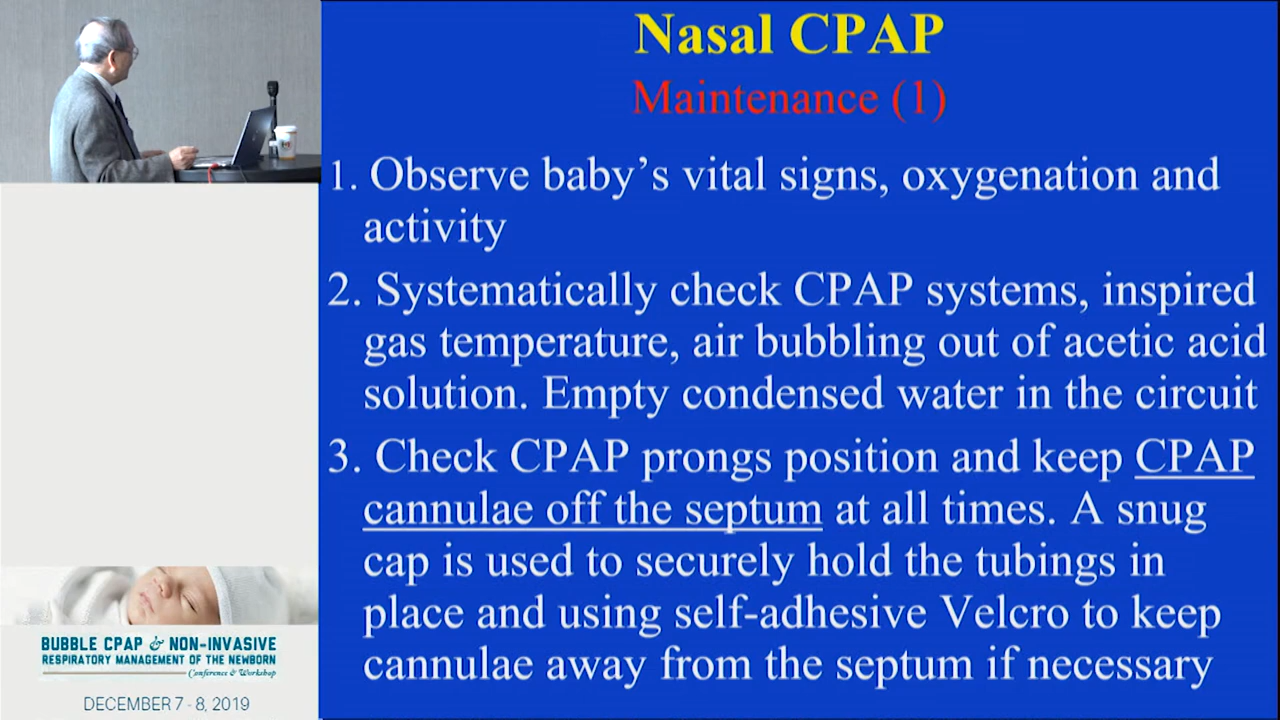 Nasal CPAP
Maintenance (1)
1. Observe baby’s vital signs, oxygenation and
activity
2. Systematically check CPAP systems, inspired
gas temperature, air bubbling out of acetic acid
solution. Empty condensed water in the circuit
3. Check CPAP prongs position and keep CPAP
cannulae off the septum at all times. A snug
cap is used to securely hold the tubings in
place and using self-adhesive Velcro to keep
cannulae away from the septum if necessary
BUBBLE CPAP & NON-INVASIVE
RESPIRATORY MANAGEMENT OF THE NEWBORN
Conference & Workshop
DECEMBER 7 - 8, 2019